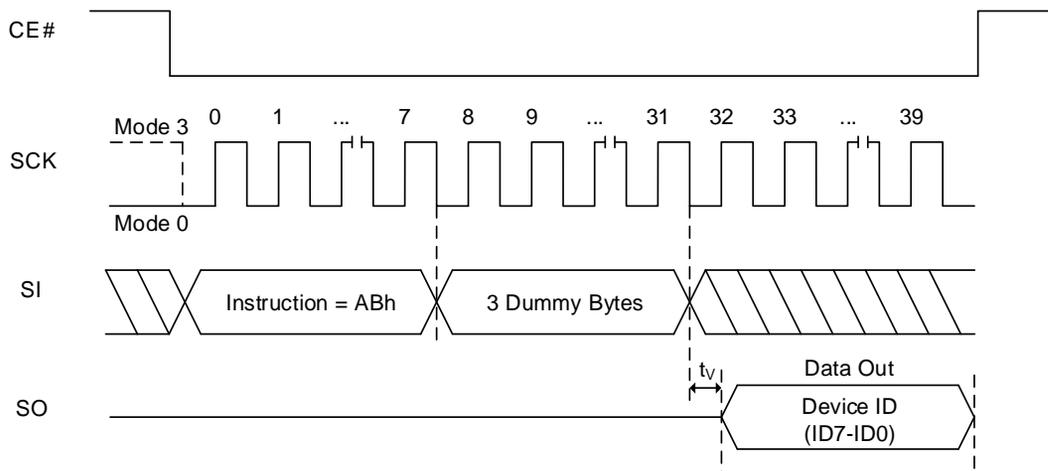 CE#
0 1 ... 7 8 9 ... 31 32 33 ... 39
Mode 3
SCK
Mode 0
SI
Instruction = ABh
3 Dummy Bytes
tV
Data Out
SO
Device ID
(ID7-ID0)